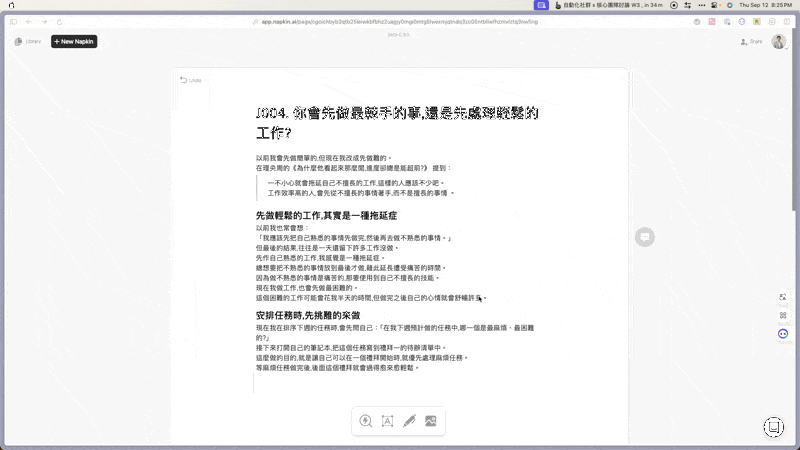 自動化社群 x 核心團隊討論 W3 , in 34 m
Thu Sep 12 8:25 PM
Library
+ New Napkin
Share
Undo
J004. 你會先做最棘手的事,還是先處理輕鬆的
工作?
以前我會先做簡單的,但現在我改成先做難的。
在理央周的《為什麼他看起來那麼閒,進度卻總是能超前?》 提到：
一不小心就會拖延自己不擅長的工作,這樣的人應該不少吧。
工作效率高的人,會先從不擅長的事情著手,而不是擅長的事情 。
先做輕鬆的工作,其實是一種拖延症
以前我也常會想：
「我應該先把自己熟悉的事情先做完,然後再去做不熟悉的事情。」
但最後的結果,往往是一天還留下許多工作沒做。
先作自己熟悉的工作,我感覺是一種拖延症。
總想要把不熟悉的事情放到最後才做,藉此延長遭受痛苦的時間。
因為做不熟悉的事情是痛苦的,那要使用到自己不擅長的技能。
現在我做工作,也會先做最困難的。
這個困難的工作可能會花我半天的時間,但做完之後自己的心情就會舒暢許多。
安排任務時,先挑難的來做
現在我在排序下週的任務時,會先問自己：「在我下週預計做的任務中,哪一個是最麻煩、最困難
的?」
接下來打開自己的筆記本,把這個任務寫到禮拜一的待辦清單中。
這麼做的目的,就是讓自己可以在一個禮拜開始時,就優先處理麻煩任務。
等麻煩任務做完後,後面這個禮拜就會過得愈來愈輕鬆。